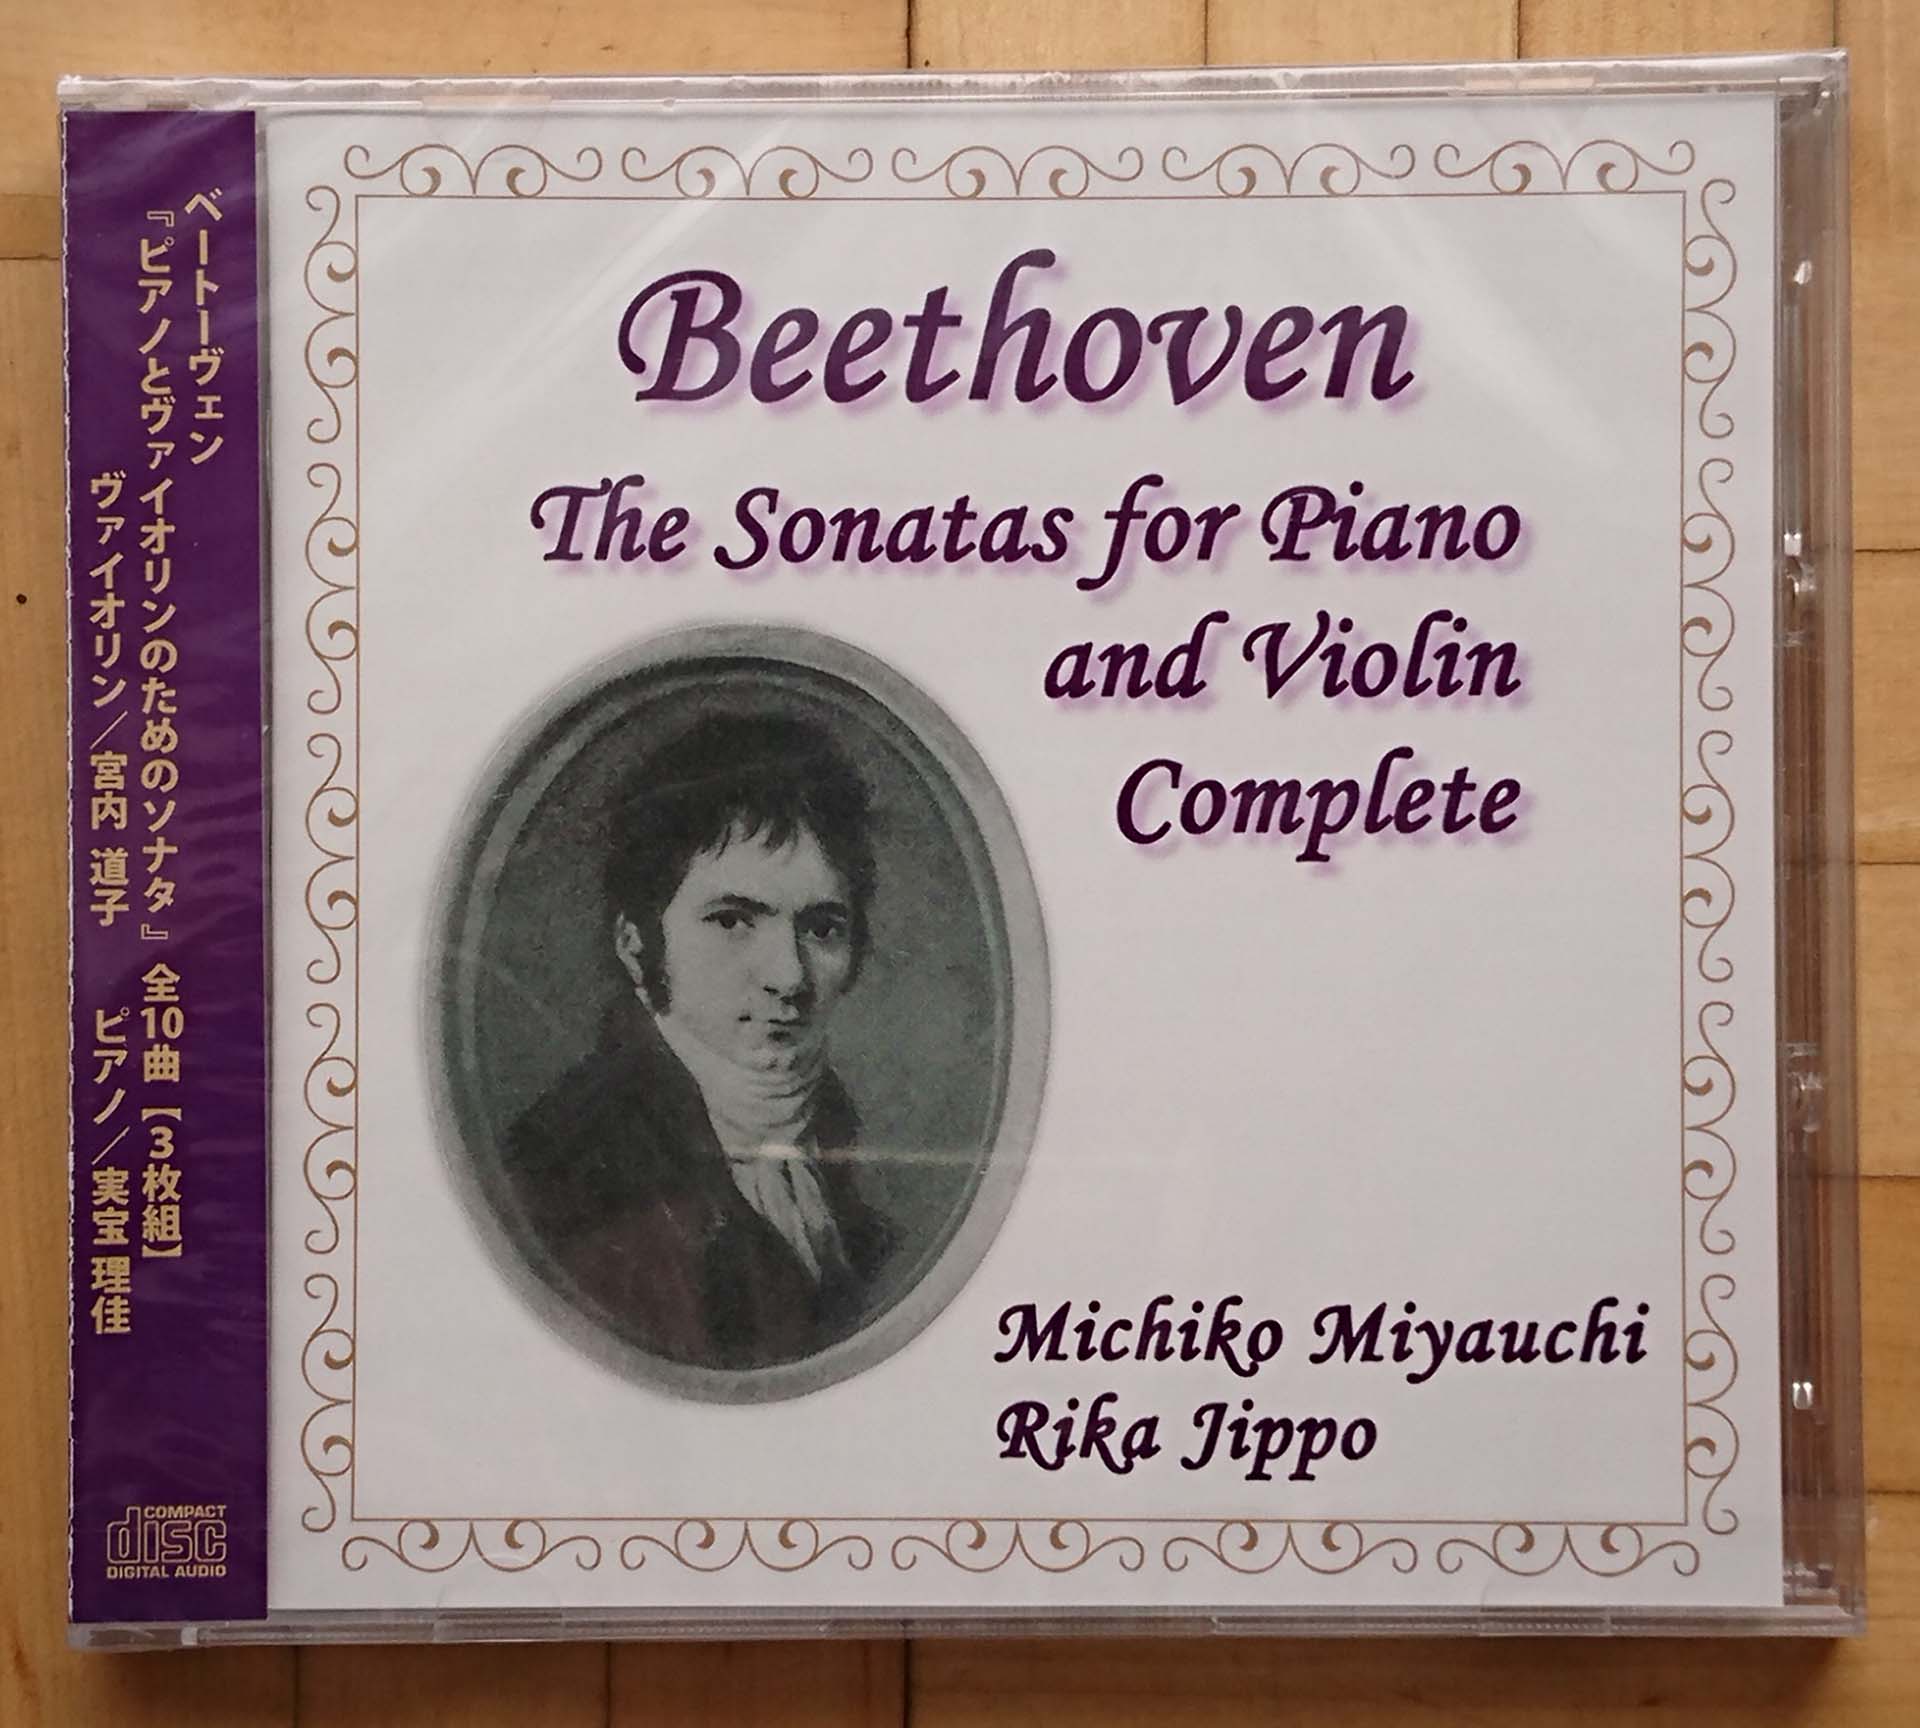 ベートーヴェン
『ピアノとヴァイオリンのためのソナタ』全10曲【3枚組】
ヴァイオリン／宮内 道子　ピアノ／実宝 理佳
COMPACT
disc
DIGITAL AUDIO
Beethoven
The Sonatas for Piano
and Violin
Complete
Michiko Miyauchi
Rika Jippo